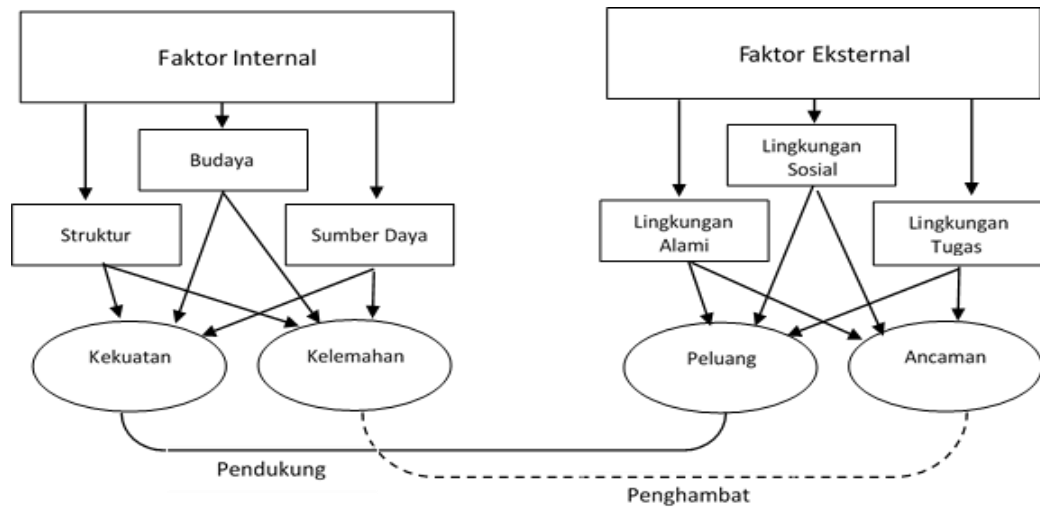 Faktor Internal
Faktor Eksternal
Budaya
Lingkungan
Sosial
Struktur
Sumber Daya
Lingkungan
Alami
Lingkungan
Tugas
Kekuatan
Kelemahan
Peluang
Ancaman
Pendukung
Penghambat